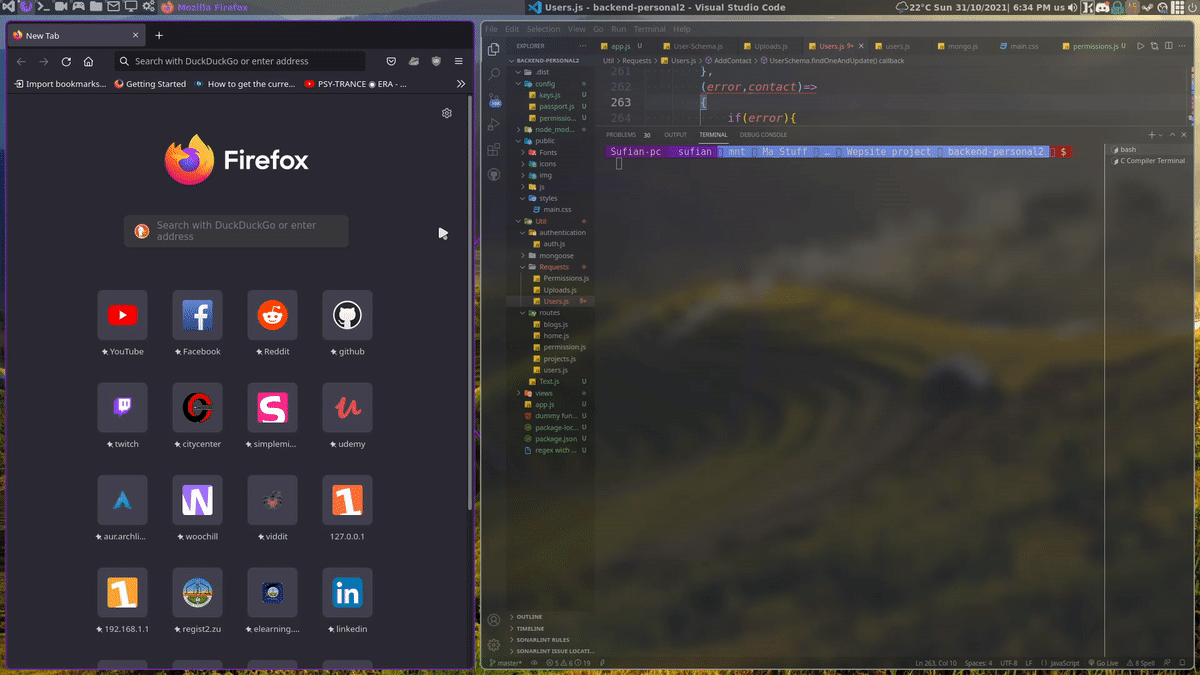 Mozilla Firefox
Users.js - backend-personal2 - Visual Studio Code
22°C Sun 31/10/2021| 6:34 PM us
New Tab
Search with DuckDuckGo or enter address
Import bookmarks...
Getting Started
How to get the curre...
PSY-TRANCE ◉ ERA - ...
Firefox
Search with DuckDuckGo or enter
address
YouTube
Facebook
Reddit
github
twitch
citycenter
simplemi...
udemy
aur.archli...
woochill
viddit
127.0.0.1
192.168.1.1
regist2.zu
elearning....
linkedin
File Edit Selection View Go Run Terminal Help
EXPLORER
BACKEND-PERSONAL2
.dist
config
keys.js U
passport.js U
permissio... U
node_mod...
public
Fonts
icons
img
js
styles
main.css
Util
authentication
auth.js
mongoose
Requests
Permissions.js
Uploads.js
Users.js 9+
routes
blogs.js
home.js
permission.js
projects.js
users.js
Text.js U
views
app.js U
dummy fun... U
package-loc... U
package.json U
regex wich ... U
OUTLINE
TIMELINE
SONARLINT RULES
SONARLINT ISSUE LOCATI...
app.js U
User-Schema.js
Uploads.js
Users.js 9+
users.js
mongo.js
main.css
permissions.js U
Util > Requests > Users.js > AddContact > UserSchema.findOneAndUpdate() callback
261 },
262 (error,contact)=>
263 {
264 if(error){
PROBLEMS 30 OUTPUT TERMINAL DEBUG CONSOLE
Sufian-pc sufian mnt Ma Stuff … Wepsite project backend-personal2 $
bash
C Compiler Terminal
master* 5 6 19
Ln 263, Col 10 Spaces: 4 UTF-8 LF JavaScript Go Live 8 Spell